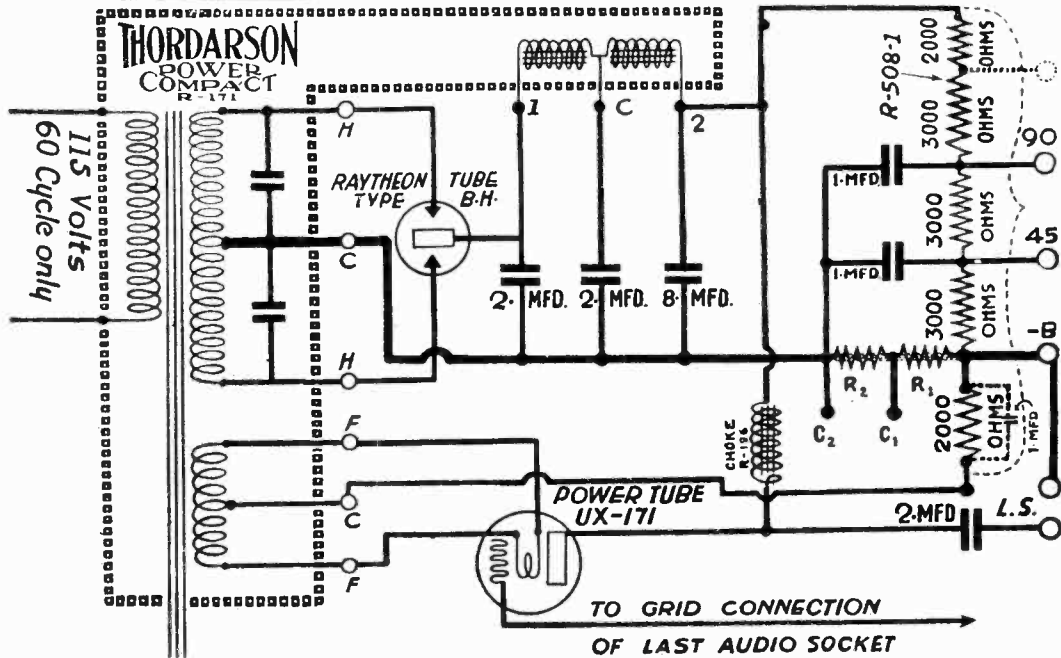 THORDARSON
POWER
COMPACT
R-171
115 Volts
60 Cycle only
H
C
H
F
C
F
RAYTHEON
TYPE
TUBE
B.H.
1
C
2
2. MFD.
2. MFD.
8. MFD.
R-508-1
2000
OHMS
3000
OHMS
90
1.MFD
3000
OHMS
45
1.MFD
3000
OHMS
-B
R2
R1
C2
C1
2000
OHMS
1-MFD
CHOKE
R-196
POWER TUBE
UX-171
2.MFD
L.S.
TO GRID CONNECTION
OF LAST AUDIO SOCKET